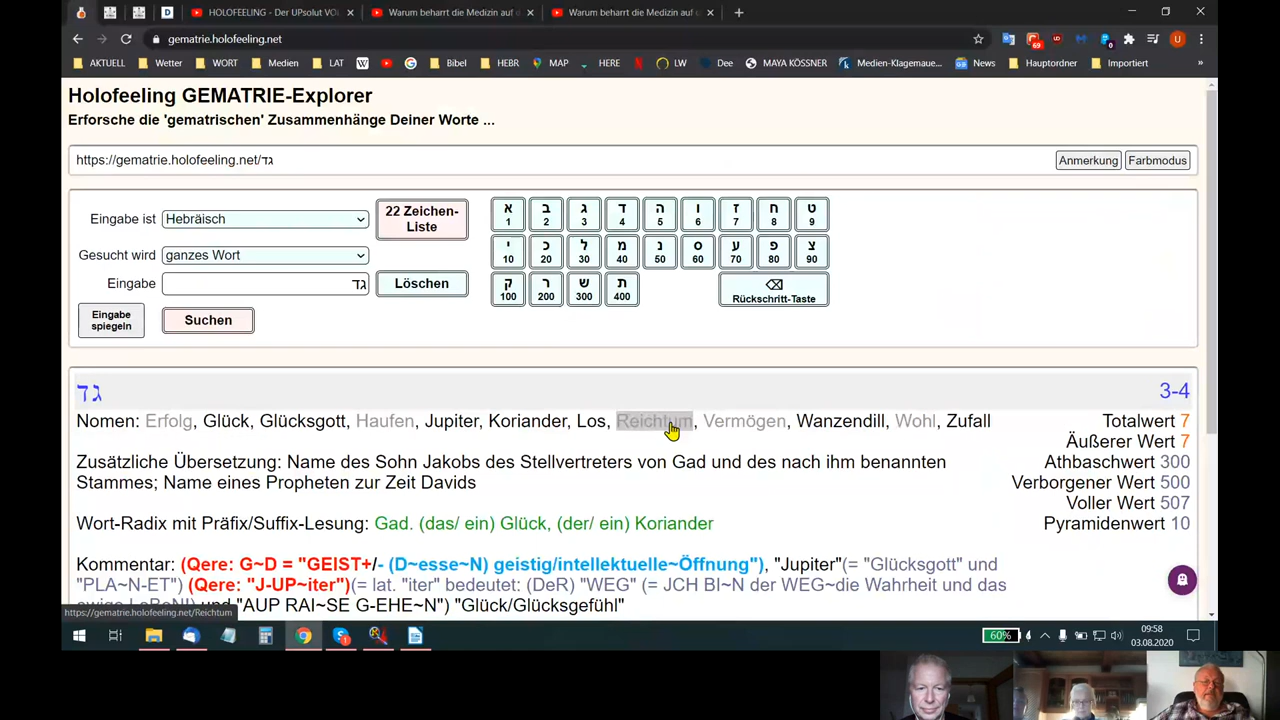 HOLOFEELING - Der UPsolut VOL
Warum beharrt die Medizin auf d
Warum beharrt die Medizin auf d
gematrie.holofeeling.net
69
0
U
AKTUELL Wetter WORT Medien LAT Bibel HEBR MAP HERE LW Dee MAYA KÖSSNER Medien-Klagemaue... News Hauptordner Importiert »
Holofeeling GEMATRIE-Explorer
Erforsche die 'gematrischen' Zusammenhänge Deiner Worte ...
https://gematrie.holofeeling.net/גד
Anmerkung Farbmodus
Eingabe ist Hebräisch
22 Zeichen-
Liste
Gesucht wird ganzes Wort
Eingabe גד
Löschen
Eingabe
spiegeln
Suchen
א ב ג ד ה ו ז ח ט
1 2 3 4 5 6 7 8 9
י כ ל מ נ ס ע פ צ
10 20 30 40 50 60 70 80 90
ק ר ש ת
100 200 300 400
Rückschritt-Taste
גד
3-4
Nomen: Erfolg, Glück, Glücksgott, Haufen, Jupiter, Koriander, Los, Reichtum, Vermögen, Wanzendill, Wohl, Zufall
Totalwert 7
Äußerer Wert 7
Athbaschwert 300
Verborgener Wert 500
Voller Wert 507
Pyramidenwert 10
Zusätzliche Übersetzung: Name des Sohn Jakobs des Stellvertreters von Gad und des nach ihm benannten
Stammes; Name eines Propheten zur Zeit Davids
Wort-Radix mit Präfix/Suffix-Lesung: Gad. (das/ ein) Glück, (der/ ein) Koriander
Kommentar: (Qere: G~D = "GEIST+/- (D~esse~N) geistig/intellektuelle~Öffnung"), "Jupiter"(= "Glücksgott" und
"PLA~N-ET") (Qere: "J-UP~iter")(= lat. "iter" bedeutet: (DeR) "WEG" (= JCH BI~N der WEG~die Wahrheit und das
"AUP RAI~SE G-EHE~N") "Glück/Glücksgefühl"
https://gematrie.holofeeling.net/Reichtum
60%
09:58
03.08.2020